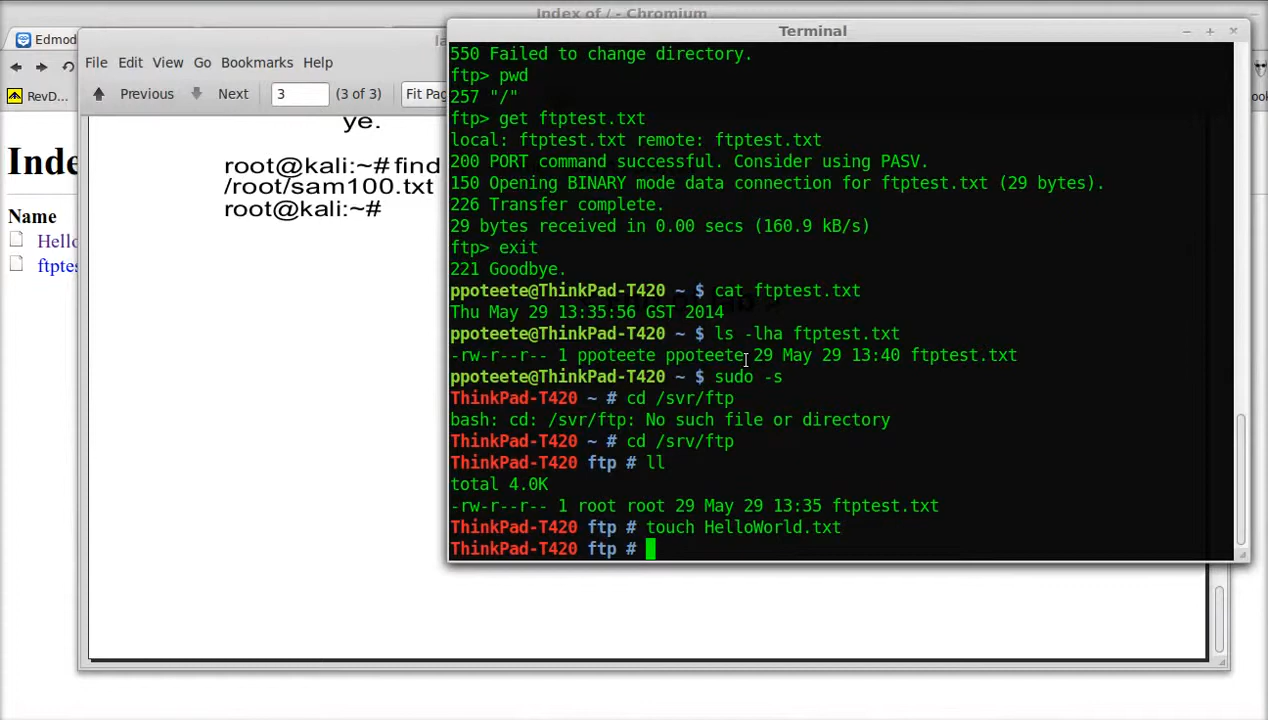 Index of / - Chromium
Edmod
RevD...
Index
Name
Hello
ftptes
File Edit View Go Bookmarks Help
Previous Next 3 (3 of 3) Fit Pag
ye.
root@kali:~# find
/root/sam100.txt
root@kali:~#
Terminal
550 Failed to change directory.
ftp> pwd
257 "/"
ftp> get ftptest.txt
local: ftptest.txt remote: ftptest.txt
200 PORT command successful. Consider using PASV.
150 Opening BINARY mode data connection for ftptest.txt (29 bytes).
226 Transfer complete.
29 bytes received in 0.00 secs (160.9 kB/s)
ftp> exit
221 Goodbye.
ppoteete@ThinkPad-T420 ~ $ cat ftptest.txt
Thu May 29 13:35:56 GST 2014
ppoteete@ThinkPad-T420 ~ $ ls -lha ftptest.txt
-rw-r--r-- 1 ppoteete ppoteete 29 May 29 13:40 ftptest.txt
ppoteete@ThinkPad-T420 ~ $ sudo -s
ThinkPad-T420 ~ # cd /svr/ftp
bash: cd: /svr/ftp: No such file or directory
ThinkPad-T420 ~ # cd /srv/ftp
ThinkPad-T420 ftp # ll
total 4.0K
-rw-r--r-- 1 root root 29 May 29 13:35 ftptest.txt
ThinkPad-T420 ftp # touch HelloWorld.txt
ThinkPad-T420 ftp #